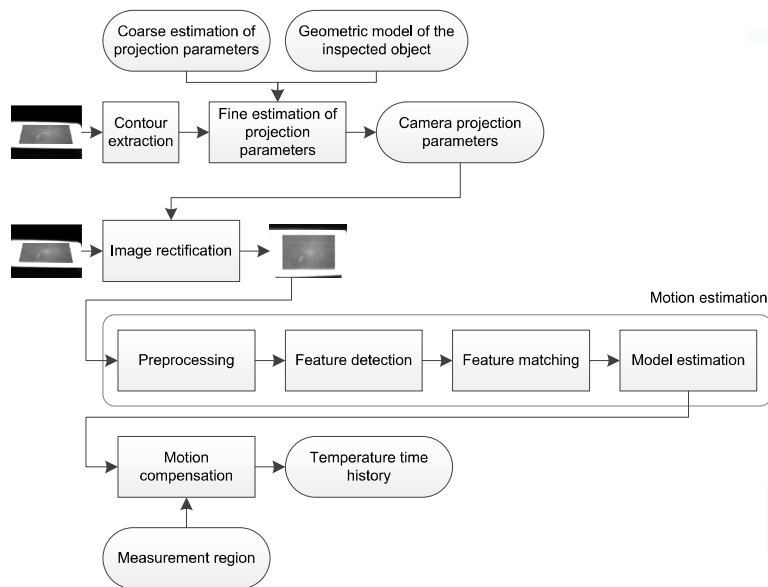 Coarse estimation of
projection parameters
Geometric model of the
inspected object
Contour
extraction
Fine estimation of
projection
parameters
Camera projection
parameters
Image rectification
Motion estimation
Preprocessing
Feature detection
Feature matching
Model estimation
Motion
compensation
Temperature time
history
Measurement region